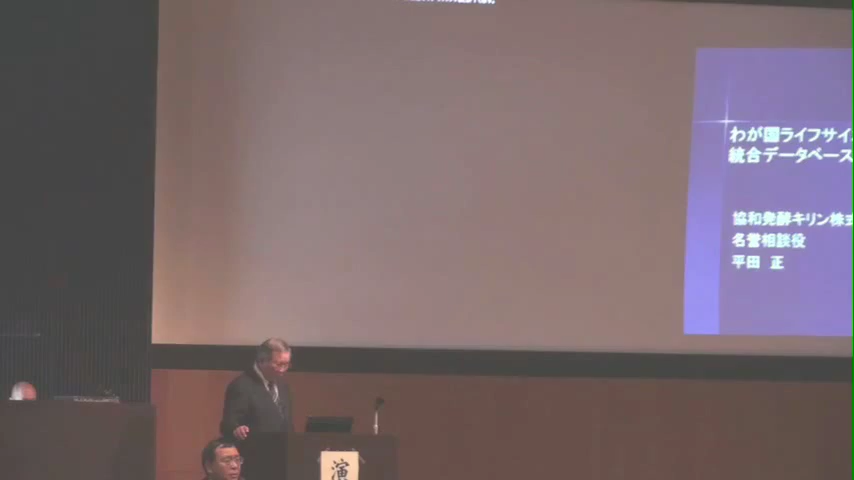 わが国ライフサイ
統合データベース
協和発酵キリン株式
名誉相談役
平田 正
演